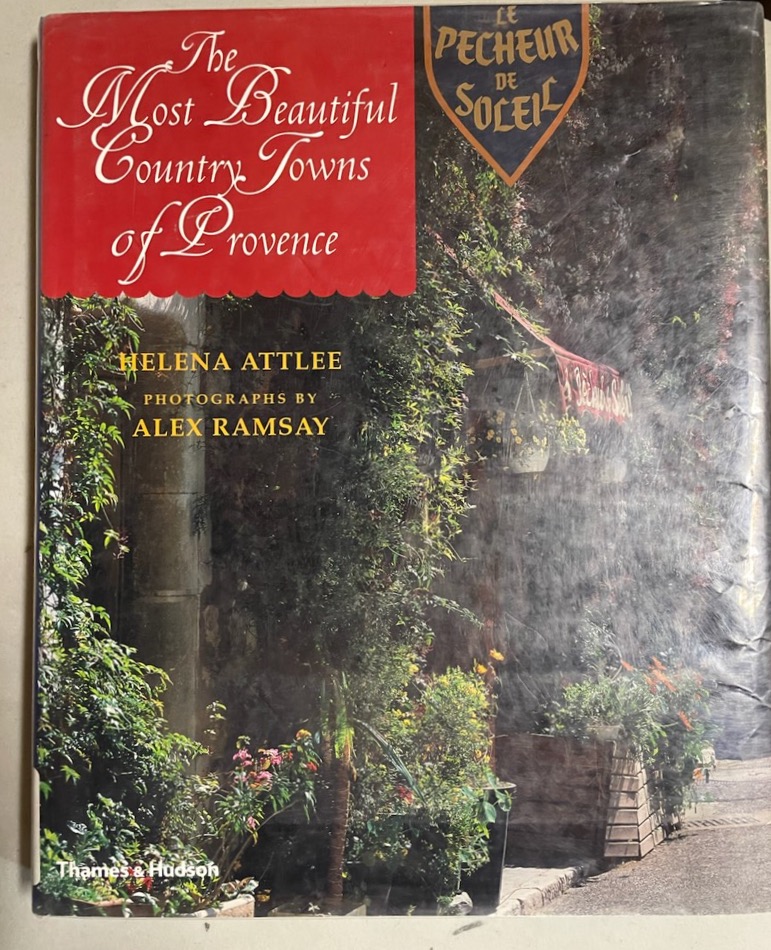 The
Most Beautiful
Country Towns
of Provence
LE
PECHEUR
DE
SOLEIL
HELENA ATTLEE
PHOTOGRAPHS BY
ALEX RAMSAY
Thames & Hudson